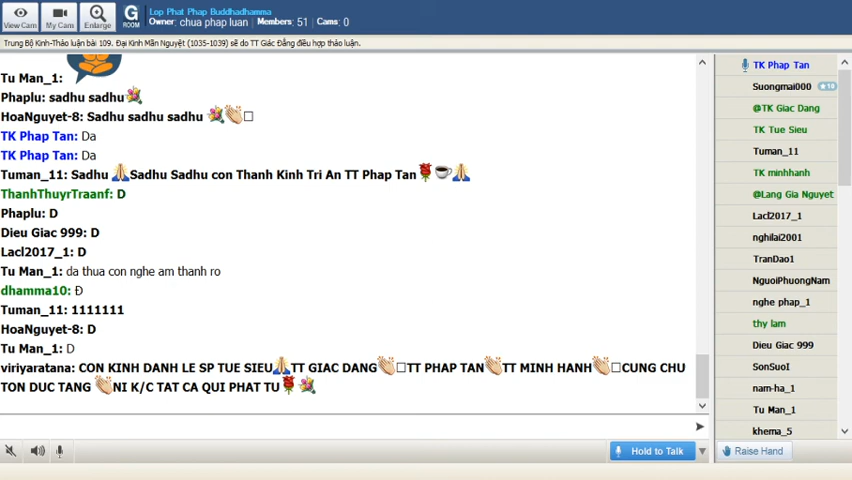 Lop Phat Phap Buddhadhamma
Owner: chua phap luan Members: 51 Cams: 0
View Cam
My Cam
Enlarge
G
ROOM
Trung Bộ Kinh-Thảo luận bài 109. Đại Kinh Mãn Nguyệt (1035-1039) sẽ do TT Giác Đẳng điều hợp thảo luận.
Tu Man_1:
Phaplu: sadhu sadhu
HoaNguyet-8: Sadhu sadhu sadhu
TK Phap Tan: Da
TK Phap Tan: Da
Tuman_11: Sadhu Sadhu Sadhu con Thanh Kinh Tri An TT Phap Tan
ThanhThuyrTraanf: D
Phaplu: D
Dieu Giac 999: D
Lacl2017_1: D
Tu Man_1: da thua con nghe am thanh ro
dhamma10: Đ
Tuman_11: 1111111
HoaNguyet-8: D
Tu Man_1: D
viriyaratana: CON KINH DANH LE SP TUE SIEU TT GIAC DANG TT PHAP TAN TT MINH HANH CUNG CHU
TON DUC TANG NI K/C TAT CA QUI PHAT TU
Hold to Talk
TK Phap Tan
Suongmai000 ★10
@TK Giac Dang
TK Tue Sieu
Tuman_11
TK minhhanh
@Lang Gia Nguyet
Lacl2017_1
nghilai2001
TranDao1
NguoiPhuongNam
nghe phap_1
thy lam
Dieu Giac 999
SonSuoI
nam-ha_1
Tu Man_1
khema_5
Raise Hand